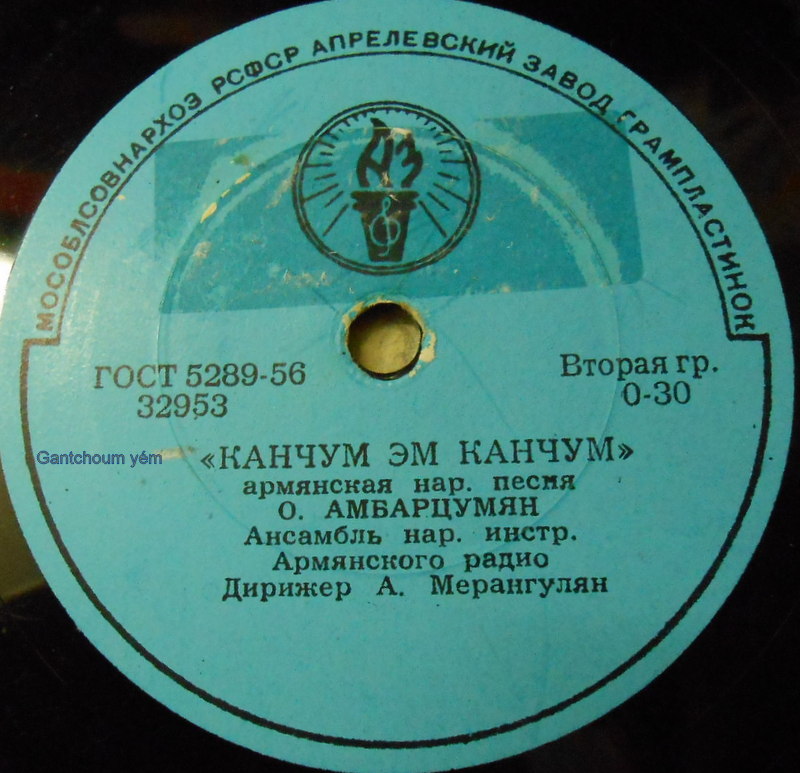 МОСОБЛСОВНАРХОЗ РСФСР АПРЕЛЕВСКИЙ ЗАВОД ГРАМПЛАСТИНОК
АЗ
ГОСТ 5289-56
32953
Вторая гр.
0-30
Gantchoum yém
«КАНЧУМ ЭМ КАНЧУМ»
армянская нар. песня
О. АМБАРЦУМЯН
Ансамбль нар. инстр.
Армянского радио
Дирижер А. Мерангулян